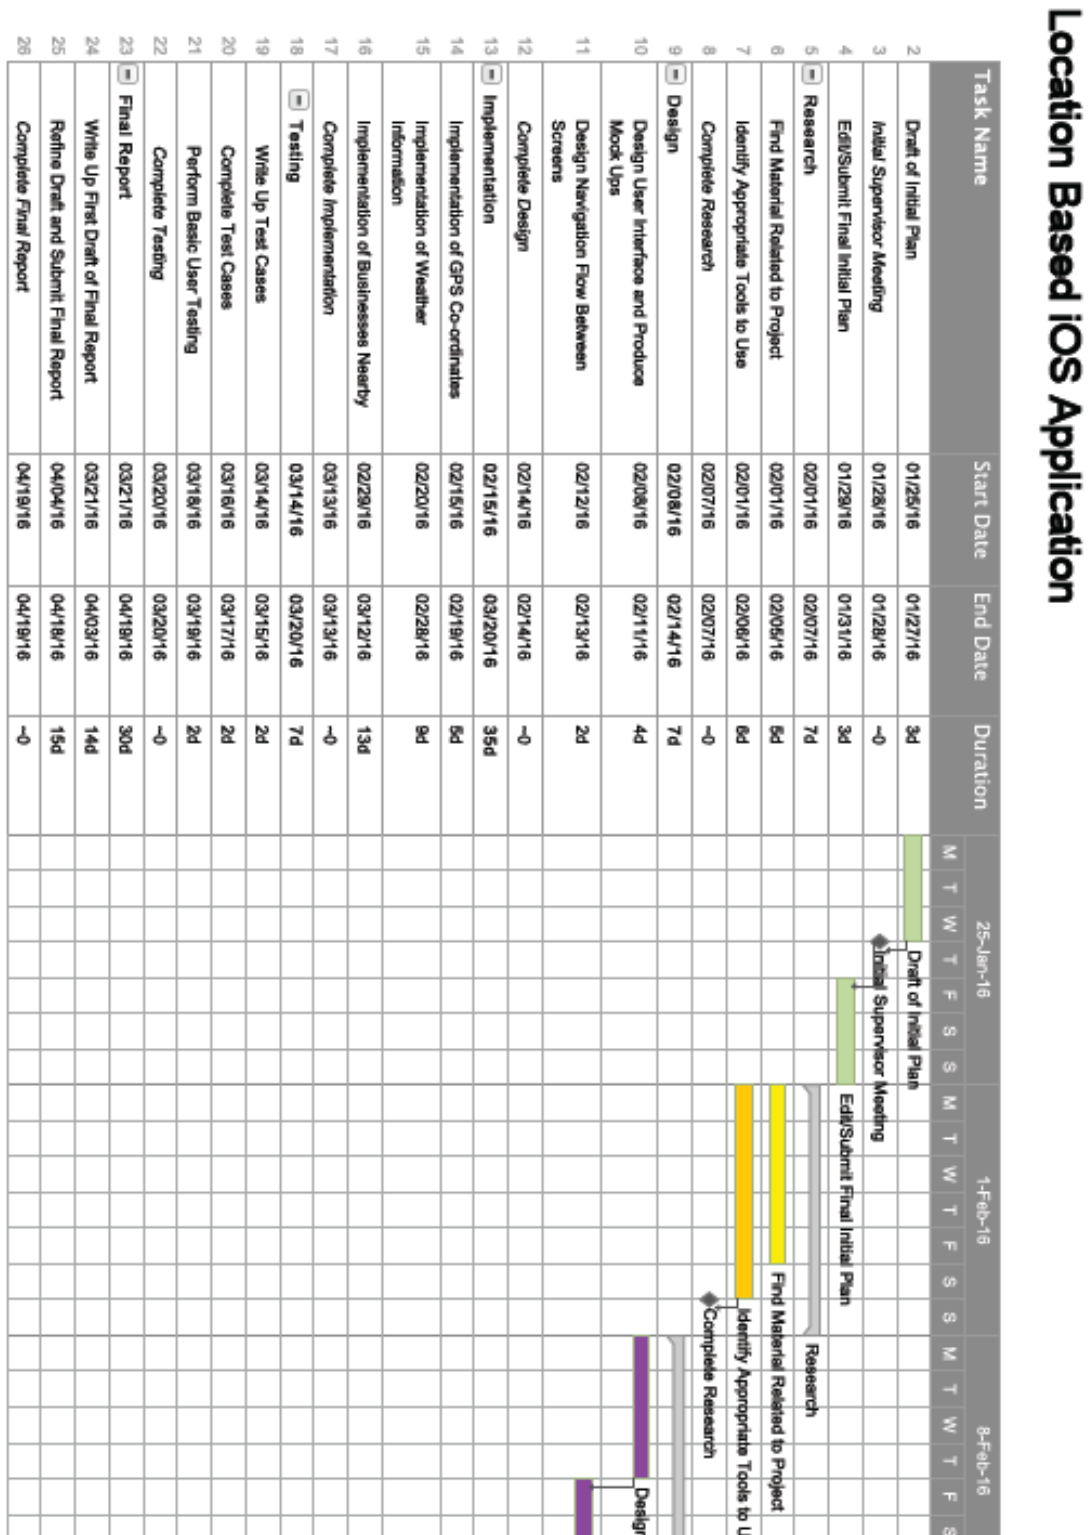 Location Based iOS Application
Task Name Start Date End Date Duration 25-Jan-16 1-Feb-16 8-Feb-16
M T W T F S S M T W T F S S M T W T F S
2 Draft of Initial Plan 01/25/16 01/27/16 3d Draft of Initial Plan
3 Initial Supervisor Meeting 01/28/16 01/28/16 ~0 Initial Supervisor Meeting
4 Edit/Submit Final Initial Plan 01/29/16 01/31/16 3d Edit/Submit Final Initial Plan
5 Research 02/01/16 02/07/16 7d Research
6 Find Material Related to Project 02/01/16 02/05/16 5d Find Material Related to Project
7 Identify Appropriate Tools to Use 02/01/16 02/06/16 6d Identify Appropriate Tools to U
8 Complete Research 02/07/16 02/07/16 ~0 Complete Research
9 Design 02/08/16 02/14/16 7d
10 Design User Interface and Produce 02/08/16 02/11/16 4d Design
Mock Ups
11 Design Navigation Flow Between 02/12/16 02/13/16 2d
Screens
12 Complete Design 02/14/16 02/14/16 ~0
13 Implementation 02/15/16 03/20/16 35d
14 Implementation of GPS Co-ordinates 02/15/16 02/19/16 5d
15 Implementation of Weather 02/20/16 02/28/16 9d
Information
16 Implementation of Businesses Nearby 02/29/16 03/12/16 13d
17 Complete Implementation 03/13/16 03/13/16 ~0
18 Testing 03/14/16 03/20/16 7d
19 Write Up Test Cases 03/14/16 03/15/16 2d
20 Complete Test Cases 03/16/16 03/17/16 2d
21 Perform Basic User Testing 03/18/16 03/19/16 2d
22 Complete Testing 03/20/16 03/20/16 ~0
23 Final Report 03/21/16 04/19/16 30d
24 Write Up First Draft of Final Report 03/21/16 04/03/16 14d
25 Refine Draft and Submit Final Report 04/04/16 04/18/16 15d
26 Complete Final Report 04/19/16 04/19/16 ~0